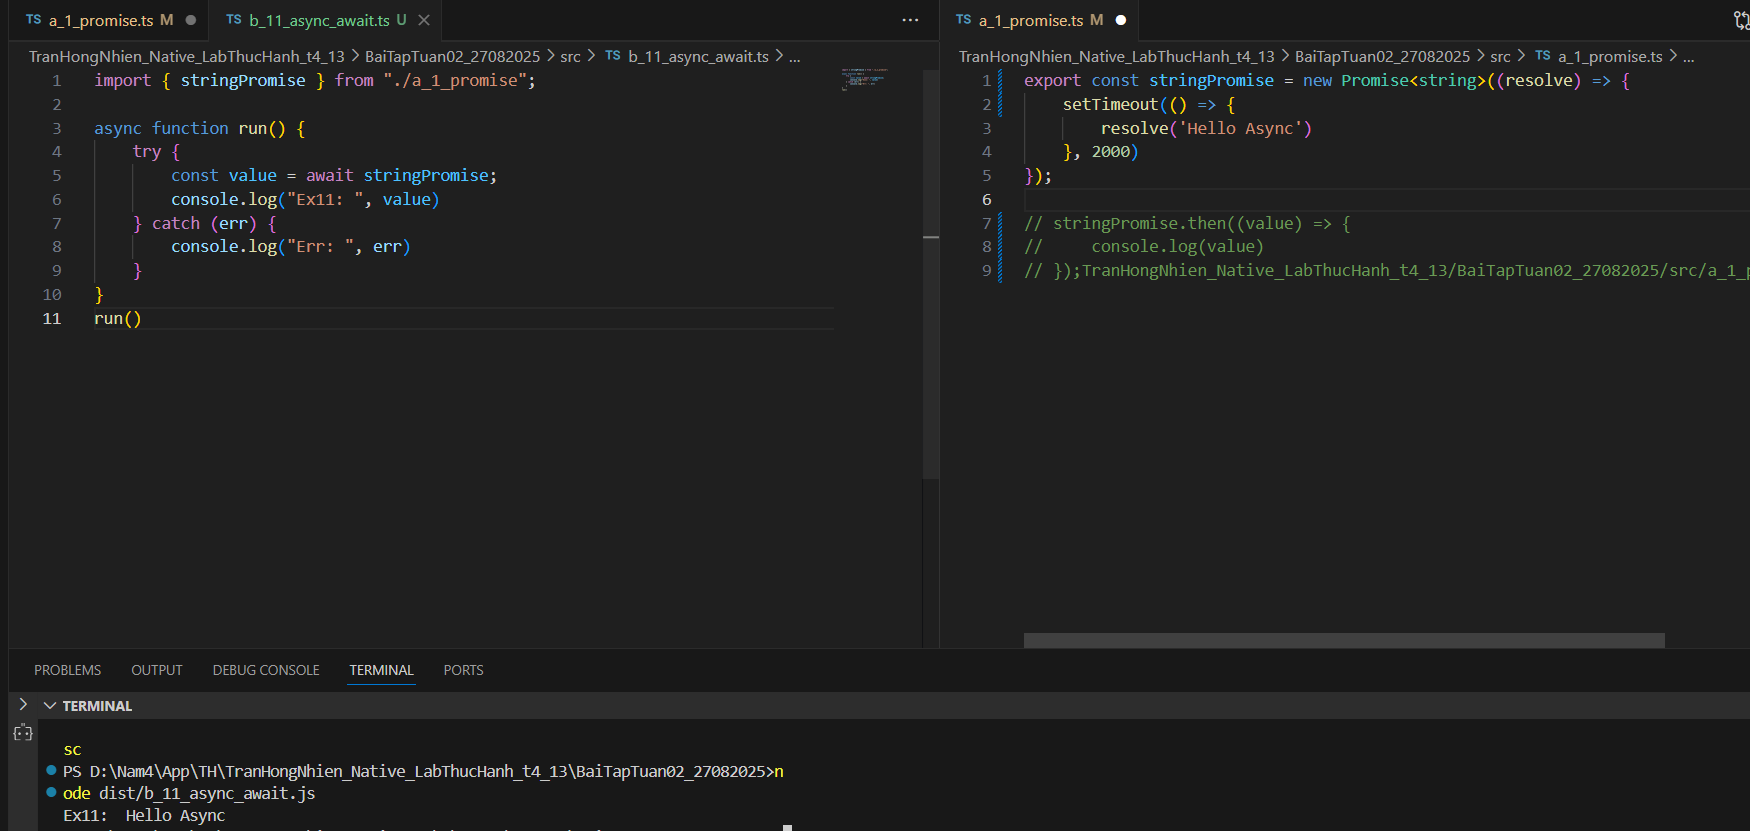 TS a_1_promise.ts M
TS b_11_async_await.ts U
TranHongNhien_Native_LabThucHanh_t4_13 > BaiTapTuan02_27082025 > src > TS b_11_async_await.ts > ...
1 import { stringPromise } from "./a_1_promise";
2
3 async function run() {
4     try {
5         const value = await stringPromise;
6         console.log("Ex11: ", value)
7     } catch (err) {
8         console.log("Err: ", err)
9     }
10 }
11 run()
TS a_1_promise.ts M
TranHongNhien_Native_LabThucHanh_t4_13 > BaiTapTuan02_27082025 > src > TS a_1_promise.ts > ...
1 export const stringPromise = new Promise<string>((resolve) => {
2     setTimeout(() => {
3         resolve('Hello Async')
4     }, 2000)
5 });
6
7 // stringPromise.then((value) => {
8 //     console.log(value)
9 // });TranHongNhien_Native_LabThucHanh_t4_13/BaiTapTuan02_27082025/src/a_1_p
PROBLEMS OUTPUT DEBUG CONSOLE TERMINAL PORTS
TERMINAL
sc
PS D:\Nam4\App\TH\TranHongNhien_Native_LabThucHanh_t4_13\BaiTapTuan02_27082025>n
ode dist/b_11_async_await.js
Ex11:  Hello Async